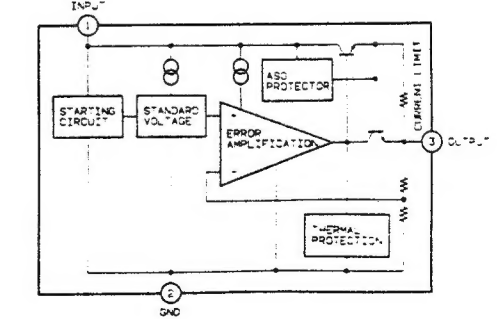 INPUT
1
ASO
PROTECTOR
CURRENT LIMIT
STARTING
CIRCUIT
STANDARD
VOLTAGE
ERROR
AMPLIFICATION
3 OUTPUT
THERMAL
PROTECTION
2
GND